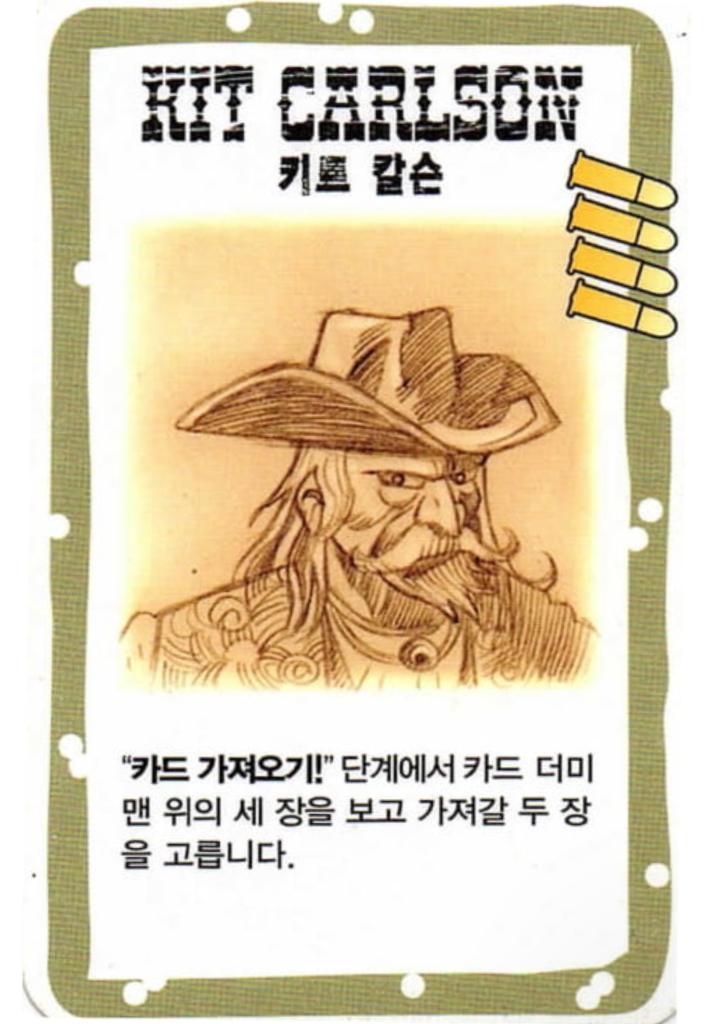 KIT CARLSON
키트 칼슨
“카드 가져오기!” 단계에서 카드 더미
맨 위의 세 장을 보고 가져갈 두 장
을 고릅니다.